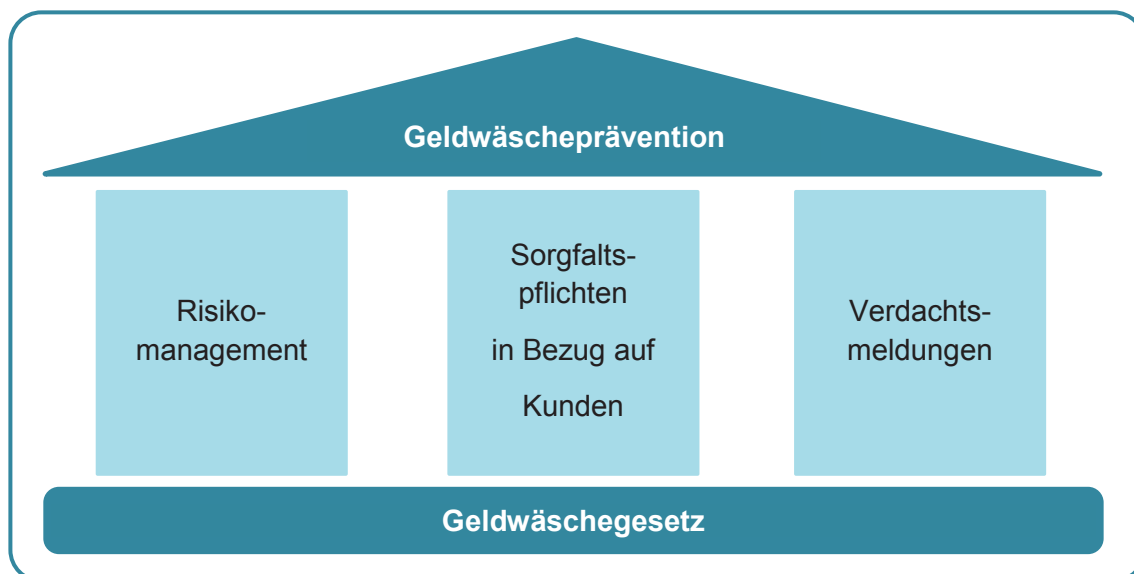 Geldwäscheprävention
Risiko-
management
Sorgfalts-
pflichten
in Bezug auf
Kunden
Verdachts-
meldungen
Geldwäschegesetz